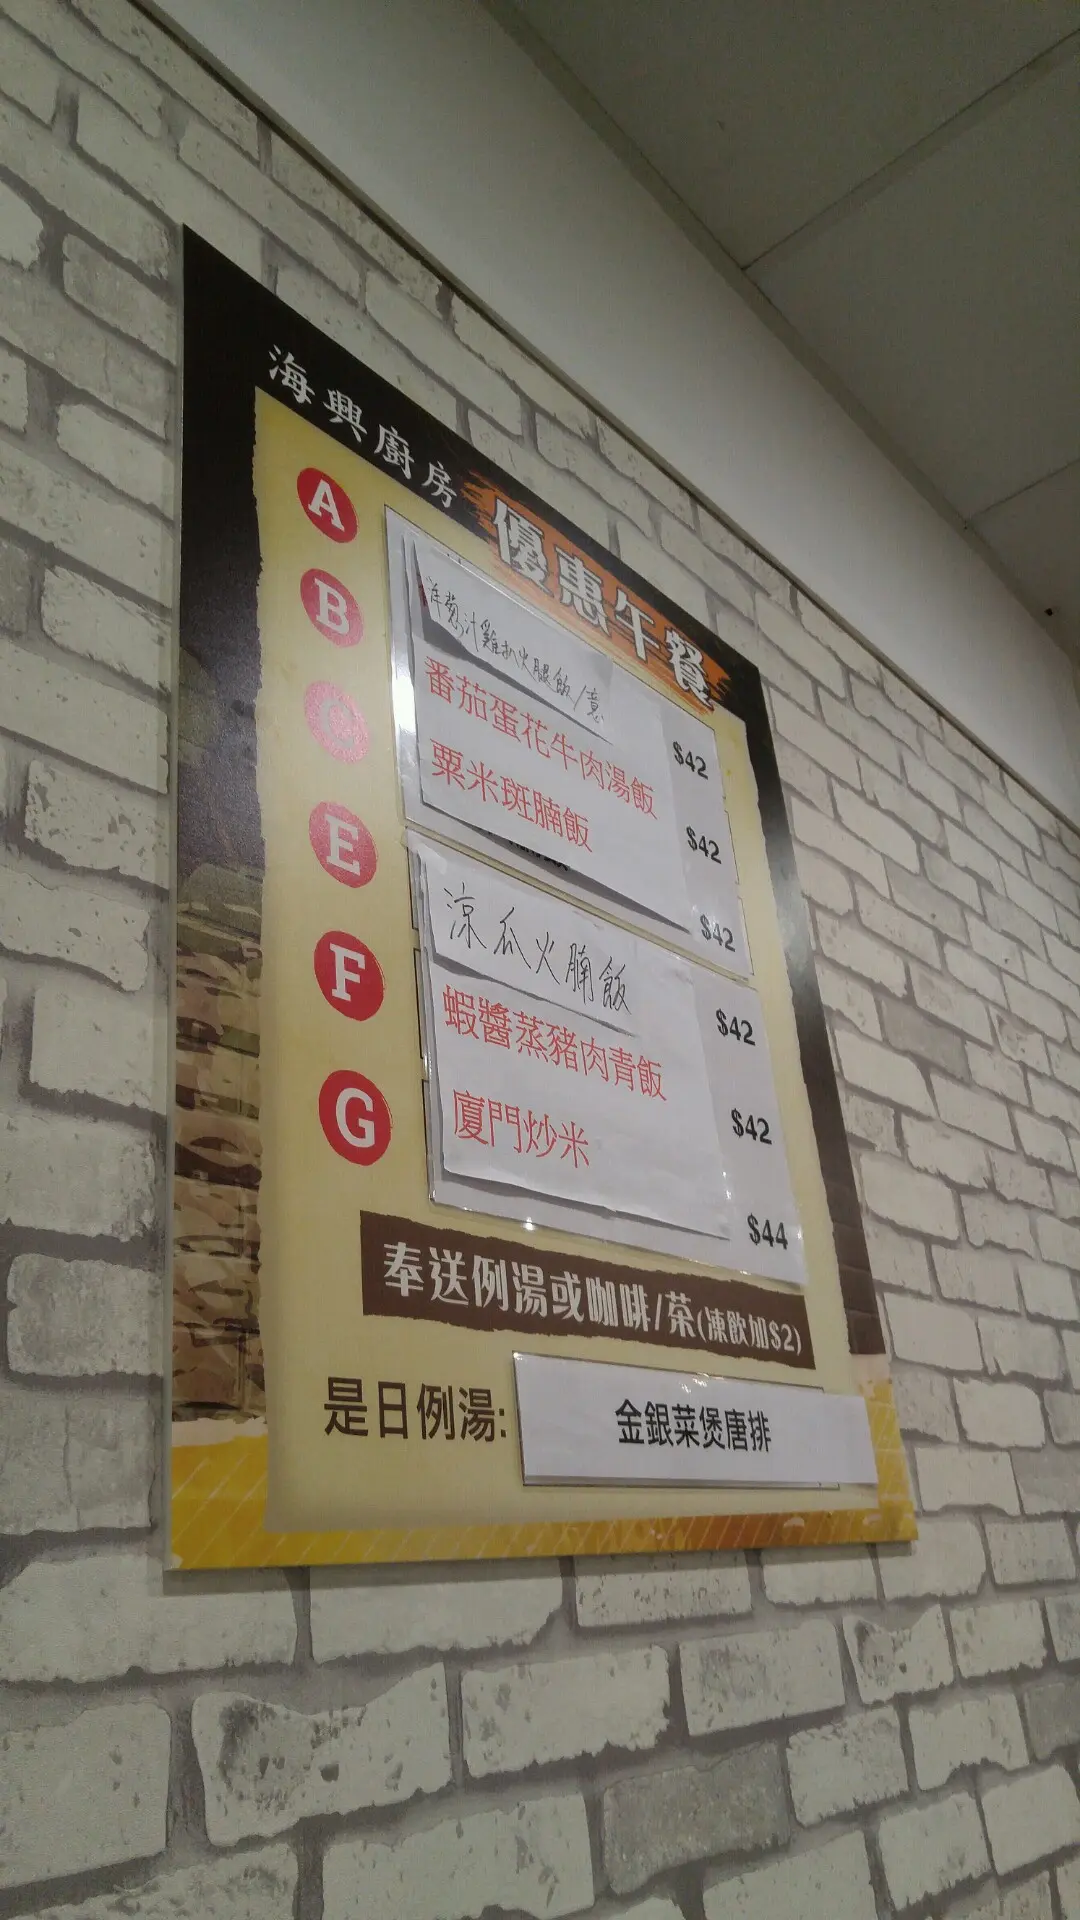 海興廚房 優惠午餐
A 洋葱汁雞扒火腿飯/意 $42
B 番茄蛋花牛肉湯飯 $42
C 粟米斑腩飯 $42
E 涼瓜火腩飯 $42
F 蝦醬蒸豬肉青飯 $42
G 廈門炒米 $44
奉送例湯或咖啡/茶(凍飲加$2)
是日例湯: 金銀菜煲唐排